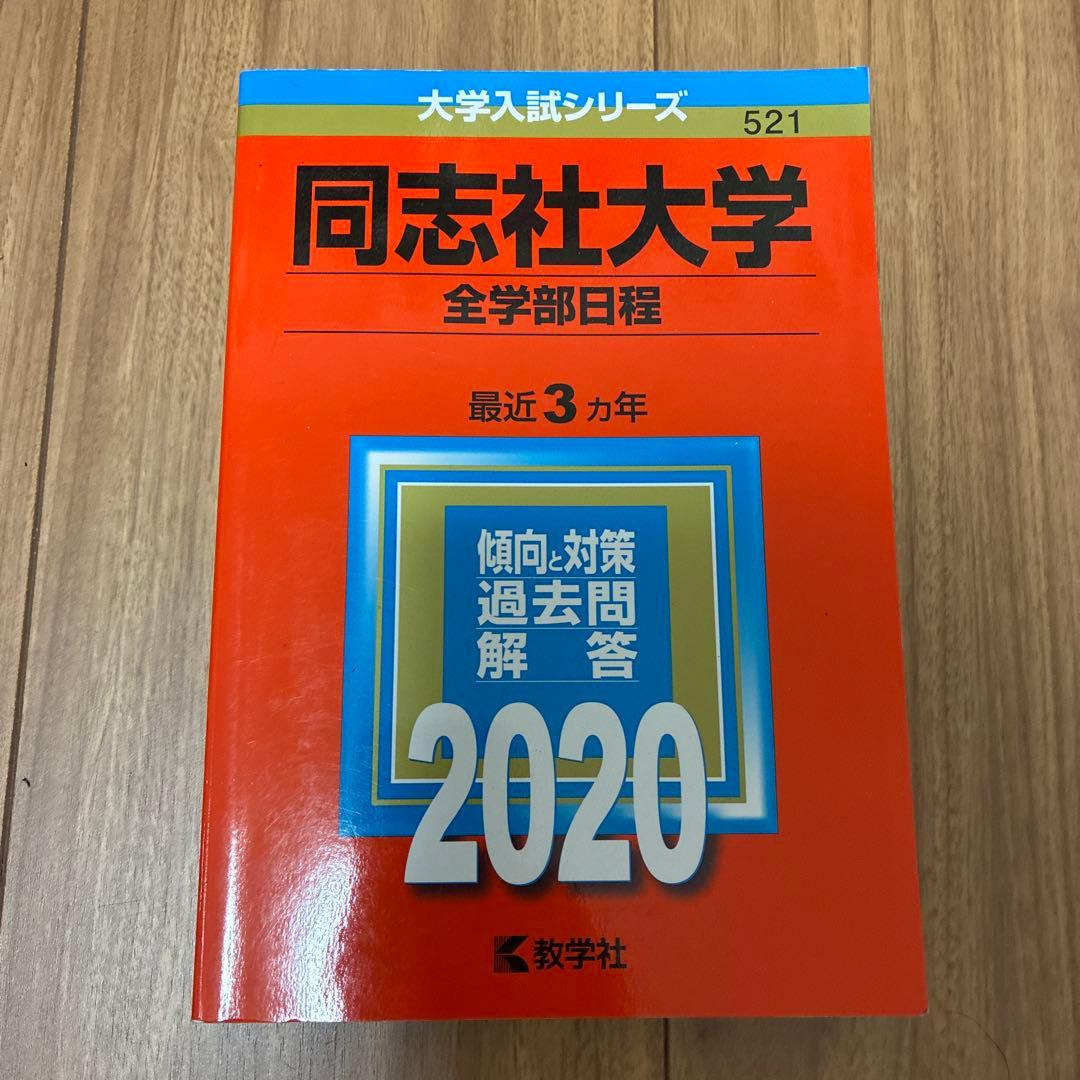 大学入試シリーズ
521
同志社大学
全学部日程
最近3ヵ年
傾向と対策
過去問
解答
2020
教学社